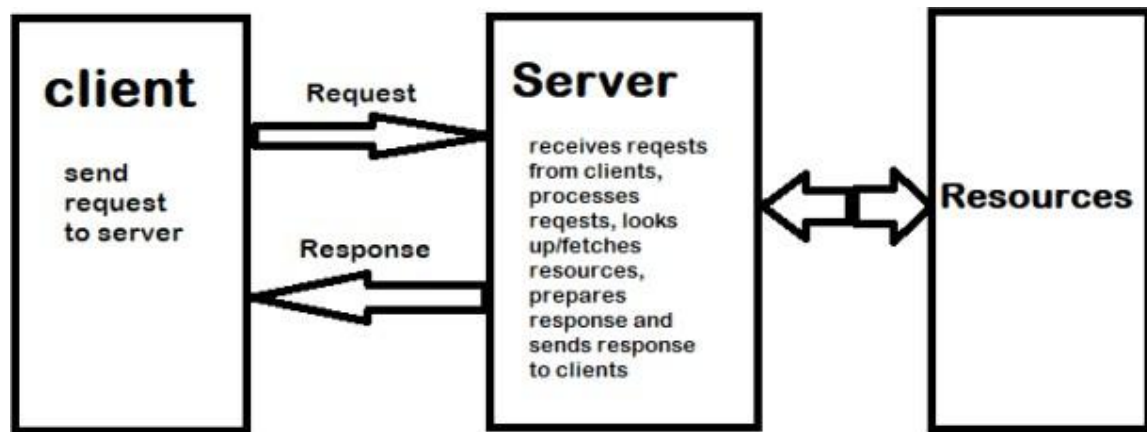 client
send
request
to server
Request
Response
Server
receives reqests
from clients,
processes
reqests, looks
up/fetches
resources,
prepares
response and
sends response
to clients
Resources